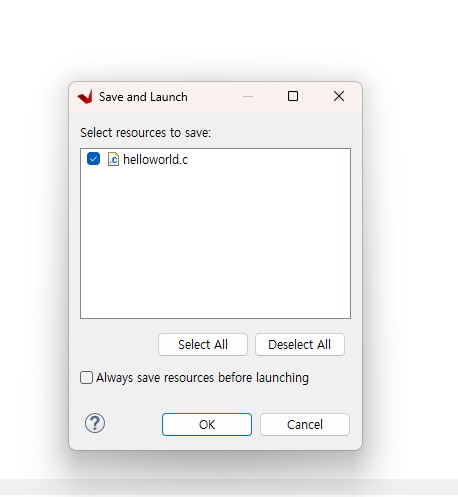 Save and Launch
Select resources to save:
.c helloworld.c
Select All Deselect All
Always save resources before launching
? OK Cancel